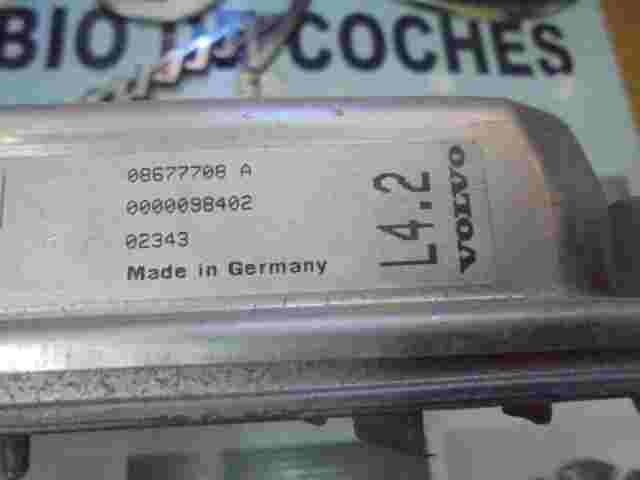 BIO COCHES
08677708 A
0000098402
02343
Made in Germany
L4.2
VOLVO